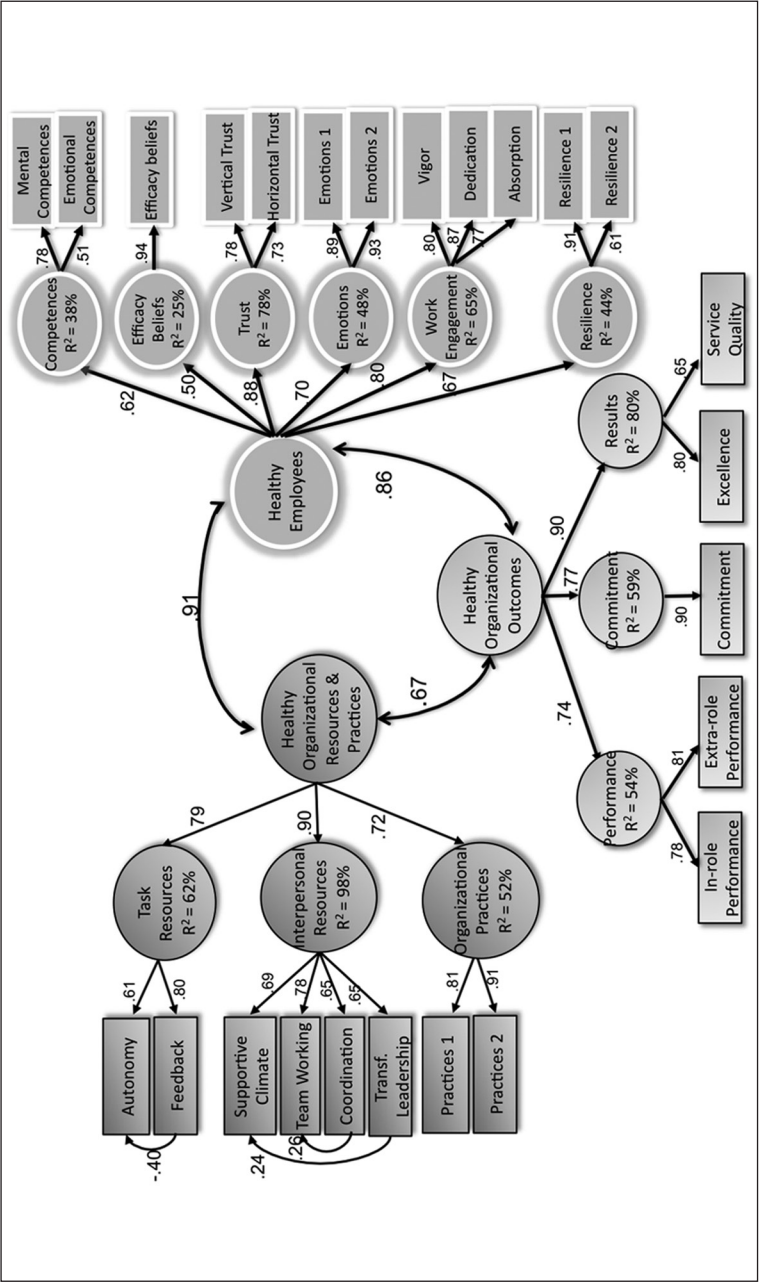 Autonomy
Feedback
-.40
.61
.80
Task
Resources
R² = 62%
.79
Supportive
Climate
Team Working
Coordination
Transf.
Leadership
.24
.26
.69
.78
.65
.65
Interpersonal
Resources
R² = 98%
.90
Practices 1
Practices 2
.81
.91
Organizational
Practices
R² = 52%
.72
Healthy
Organizational
Resources &
Practices
.91
.67
.86
Healthy
Employees
.62
.50
.88
.70
.80
.67
Competences
R² = 38%
.78
.51
Mental
Competences
Emotional
Competences
Efficacy
Beliefs
R² = 25%
.94
Efficacy beliefs
Trust
R² = 78%
.78
.73
Vertical Trust
Horizontal Trust
Emotions
R² = 48%
.89
.93
Emotions 1
Emotions 2
Work
Engagement
R² = 65%
.80
.87
.77
Vigor
Dedication
Absorption
Resilience
R² = 44%
.91
.61
Resilience 1
Resilience 2
Healthy
Organizational
Outcomes
.74
.77
.90
Performance
R² = 54%
.78
.81
In-role
Performance
Extra-role
Performance
Commitment
R² = 59%
.90
Commitment
Results
R² = 80%
.80
.65
Excellence
Service
Quality